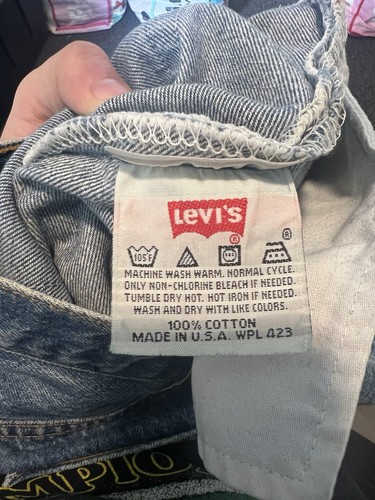 LEVI'S
®
®
105F
MACHINE WASH WARM. NORMAL CYCLE.
ONLY NON-CHLORINE BLEACH IF NEEDED.
TUMBLE DRY HOT. HOT IRON IF NEEDED.
WASH AND DRY WITH LIKE COLORS.
100% COTTON
MADE IN U.S.A. WPL 423
MPIO